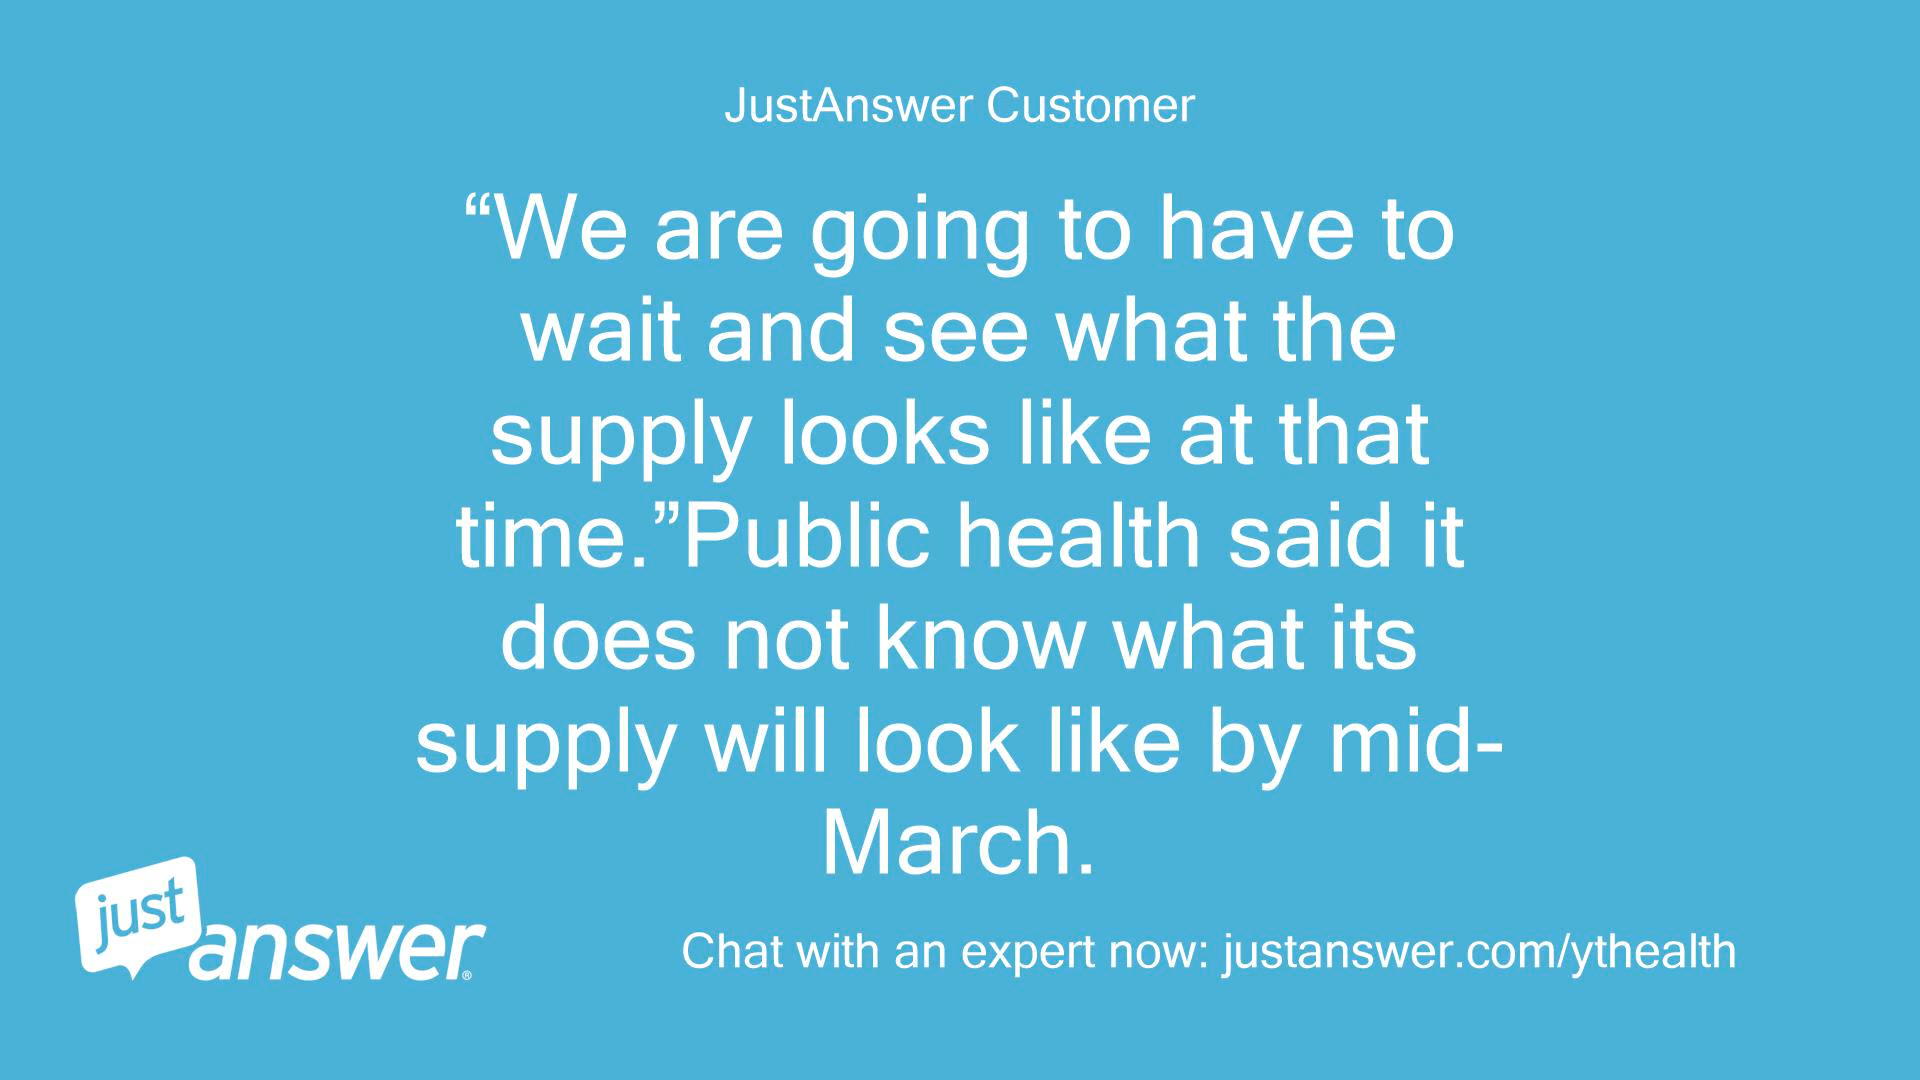 JustAnswer Customer
“We are going to have to
wait and see what the
supply looks like at that
time.”Public health said it
does not know what its
supply will look like by mid-
March.
just
answer®
Chat with an expert now: justanswer.com/ythealth